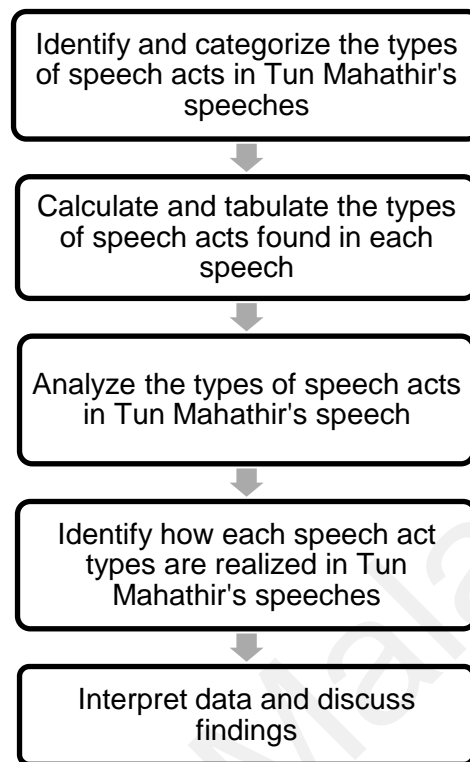 Identify and categorize the types
of speech acts in Tun Mahathir's
speeches
Calculate and tabulate the types
of speech acts found in each
speech
Analyze the types of speech acts
in Tun Mahathir's speech
Identify how each speech act
types are realized in Tun
Mahathir's speeches
Interpret data and discuss
findings